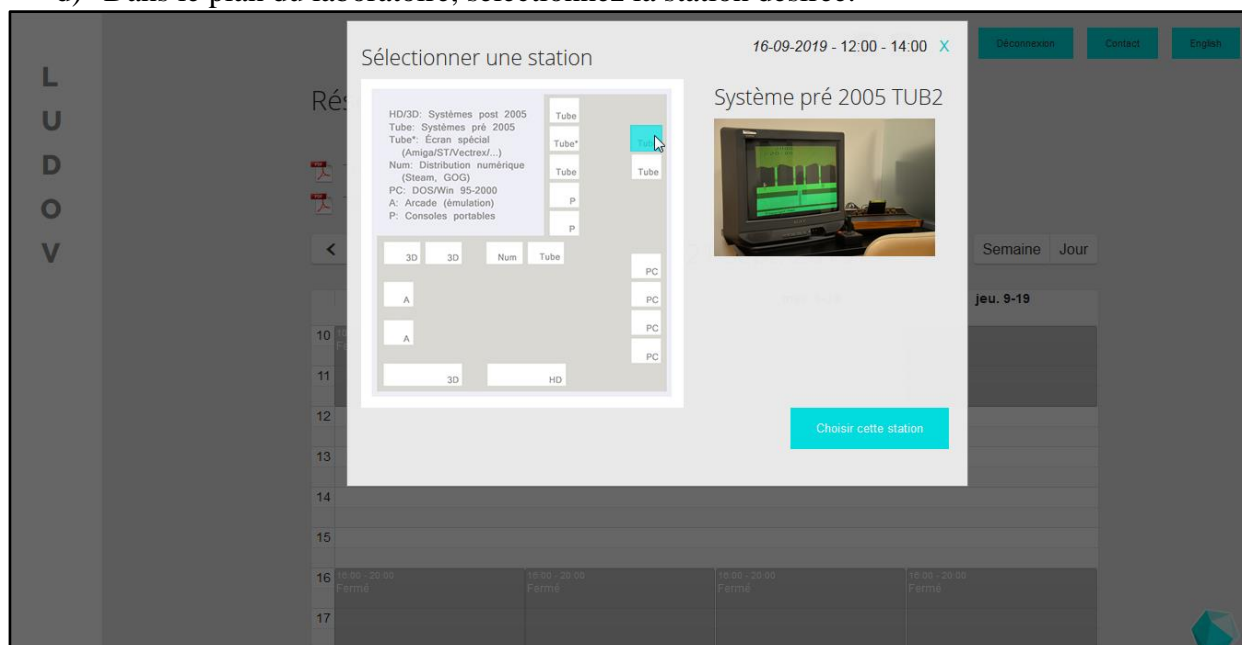 d) Dans le plan du laboratoire, sélectionnez la station désirée.
L
U
D
O
V
Déconnexion
Contact
English
Sélectionner une station
16-09-2019 - 12:00 - 14:00 X
HD/3D: Systèmes post 2005
Tube: Systèmes pré 2005
Tube*: Écran spécial
(Amiga/ST/Vectrex/...)
Num: Distribution numérique
(Steam, GOG)
PC: DOS/Win 95-2000
A: Arcade (émulation)
P: Consoles portables
Tube
Tube*
Tube
P
P
Tube
3D
3D
Num
Tube
PC
A
PC
A
PC
PC
3D
HD
Système pré 2005 TUB2
Choisir cette station
Rés
PDF
PDF
<
Semaine
Jour
jeu. 9-19
10
11
12
13
14
15
16
16:00 - 20:00
Fermé
16:00 - 20:00
Fermé
16:00 - 20:00
Fermé
16:00 - 20:00
Fermé
17